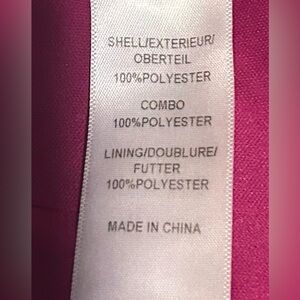 SHELL/EXTERIEUR/
OBERTEIL
100%POLYESTER
COMBO
100%POLYESTER
LINING/DOUBLURE/
FUTTER
100%POLYESTER
MADE IN CHINA